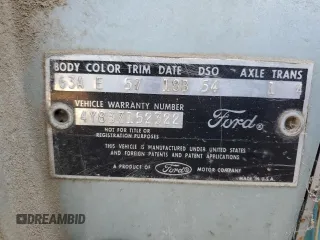 BODY COLOR TRIM DATE DSO AXLE TRANS
63A E 57 18B 54 1
VEHICLE WARRANTY NUMBER
Ford®
NOT FOR TITLE OR
REGISTRATION PURPOSES
THIS VEHICLE IS MANUFACTURED UNDER UNITED STATES
AND FOREIGN PATENTS AND PATENT APPLICATIONS
A PRODUCT OF Ford MOTOR COMPANY
MADE IN U.S.A.
DREAMBID